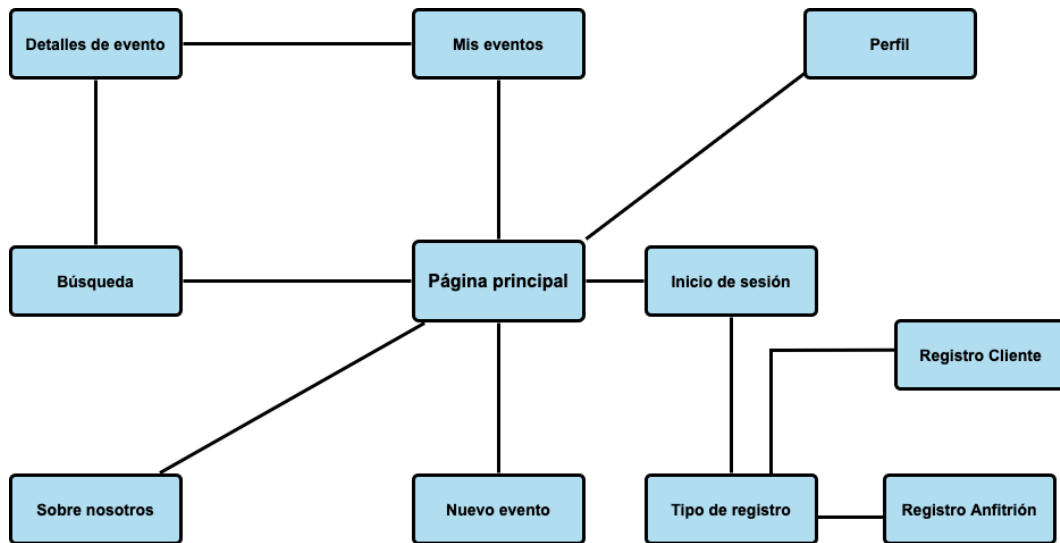 Detalles de evento
Mis eventos
Perfil
Búsqueda
Página principal
Inicio de sesión
Registro Cliente
Sobre nosotros
Nuevo evento
Tipo de registro
Registro Anfitrión